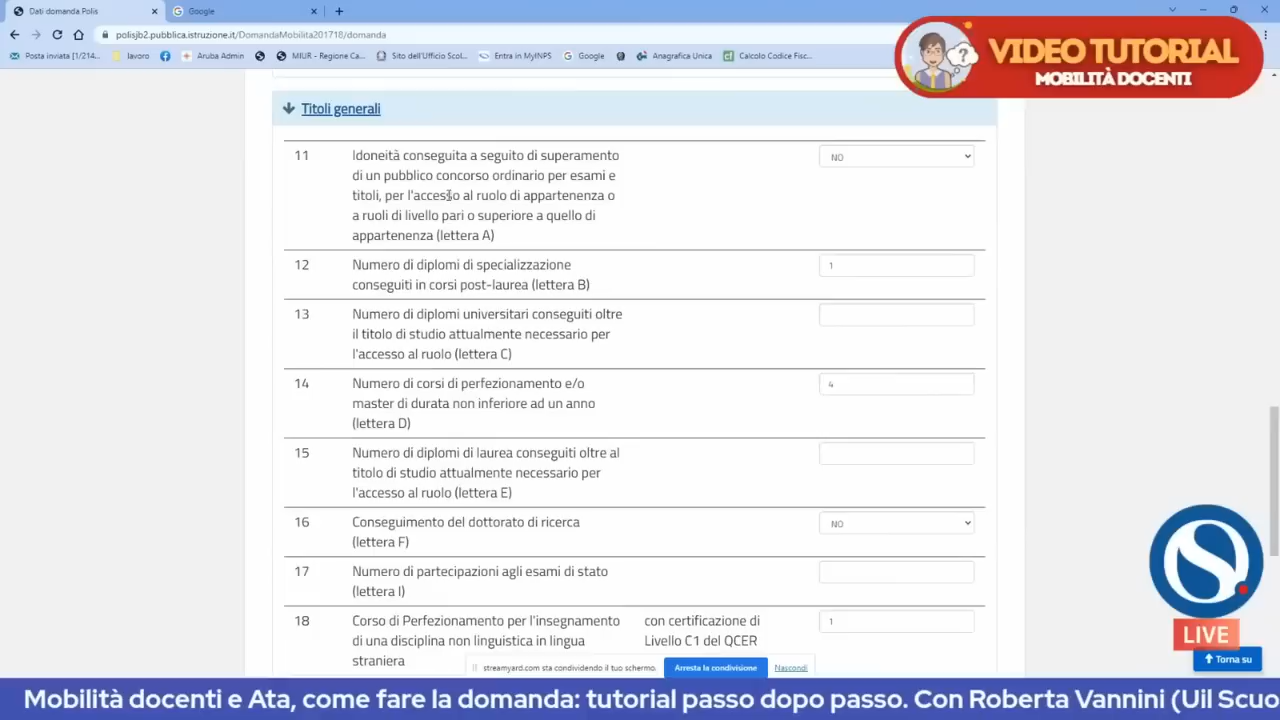 Dati domanda Polis
Google
polisjb2.pubblica.istruzione.it/DomandaMobilita201718/domanda
Posta inviata [1/214...
lavoro
Aruba Admin
MIUR - Regione Ca...
Sito dell'Ufficio Scol...
Entra in MyINPS
Google
Anagrafica Unica
Calcolo Codice Fisc...
VIDEO TUTORIAL
MOBILITÀ DOCENTI
Titoli generali
11 Idoneità conseguita a seguito di superamento NO
di un pubblico concorso ordinario per esami e
titoli, per l'accesso al ruolo di appartenenza o
a ruoli di livello pari o superiore a quello di
appartenenza (lettera A)
12 Numero di diplomi di specializzazione 1
conseguiti in corsi post-laurea (lettera B)
13 Numero di diplomi universitari conseguiti oltre
il titolo di studio attualmente necessario per
l'accesso al ruolo (lettera C)
14 Numero di corsi di perfezionamento e/o 4
master di durata non inferiore ad un anno
(lettera D)
15 Numero di diplomi di laurea conseguiti oltre al
titolo di studio attualmente necessario per
l'accesso al ruolo (lettera E)
16 Conseguimento del dottorato di ricerca NO
(lettera F)
17 Numero di partecipazioni agli esami di stato
(lettera I)
18 Corso di Perfezionamento per l'insegnamento con certificazione di 1
di una disciplina non linguistica in lingua Livello C1 del QCER
straniera
streamyard.com sta condividendo il tuo schermo. Arresta la condivisione Nascondi
S
LIVE
Torna su
Mobilità docenti e Ata, come fare la domanda: tutorial passo dopo passo. Con Roberta Vannini (Uil Scuo